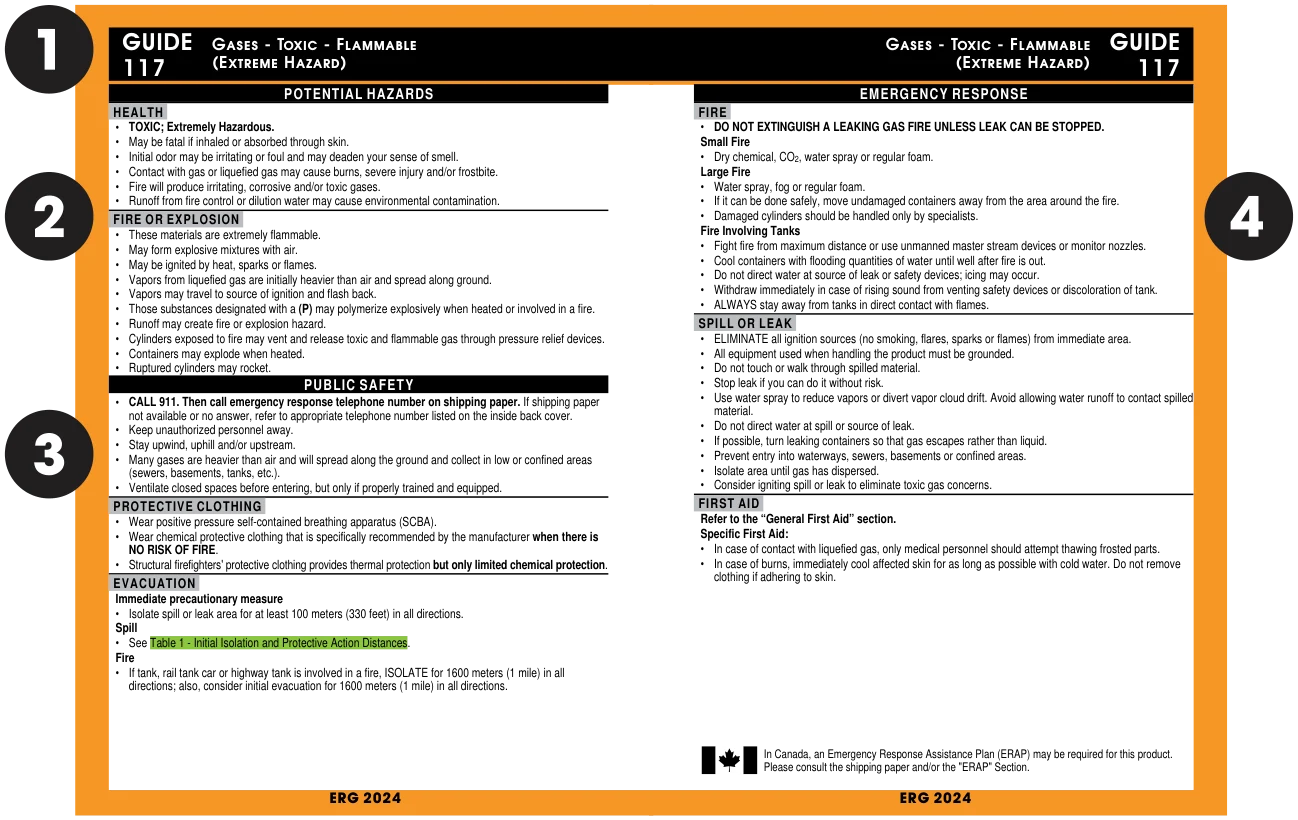 1
GUIDE
117
Gases - Toxic - Flammable
(Extreme Hazard)
Gases - Toxic - Flammable
(Extreme Hazard)
GUIDE
117
POTENTIAL HAZARDS
HEALTH
• TOXIC; Extremely Hazardous.
• May be fatal if inhaled or absorbed through skin.
• Initial odor may be irritating or foul and may deaden your sense of smell.
• Contact with gas or liquefied gas may cause burns, severe injury and/or frostbite.
• Fire will produce irritating, corrosive and/or toxic gases.
• Runoff from fire control or dilution water may cause environmental contamination.
2
FIRE OR EXPLOSION
• These materials are extremely flammable.
• May form explosive mixtures with air.
• May be ignited by heat, sparks or flames.
• Vapors from liquefied gas are initially heavier than air and spread along ground.
• Vapors may travel to source of ignition and flash back.
• Those substances designated with a (P) may polymerize explosively when heated or involved in a fire.
• Runoff may create fire or explosion hazard.
• Cylinders exposed to fire may vent and release toxic and flammable gas through pressure relief devices.
• Containers may explode when heated.
• Ruptured cylinders may rocket.
PUBLIC SAFETY
• CALL 911. Then call emergency response telephone number on shipping paper. If shipping paper
not available or no answer, refer to appropriate telephone number listed on the inside back cover.
• Keep unauthorized personnel away.
• Stay upwind, uphill and/or upstream.
3
• Many gases are heavier than air and will spread along the ground and collect in low or confined areas
(sewers, basements, tanks, etc.).
• Ventilate closed spaces before entering, but only if properly trained and equipped.
PROTECTIVE CLOTHING
• Wear positive pressure self-contained breathing apparatus (SCBA).
• Wear chemical protective clothing that is specifically recommended by the manufacturer when there is
NO RISK OF FIRE.
• Structural firefighters' protective clothing provides thermal protection but only limited chemical protection.
EVACUATION
Immediate precautionary measure
• Isolate spill or leak area for at least 100 meters (330 feet) in all directions.
Spill
• See Table 1 - Initial Isolation and Protective Action Distances.
Fire
• If tank, rail tank car or highway tank is involved in a fire, ISOLATE for 1600 meters (1 mile) in all
directions; also, consider initial evacuation for 1600 meters (1 mile) in all directions.
ERG 2024
EMERGENCY RESPONSE
FIRE
• DO NOT EXTINGUISH A LEAKING GAS FIRE UNLESS LEAK CAN BE STOPPED.
Small Fire
• Dry chemical, CO₂, water spray or regular foam.
Large Fire
• Water spray, fog or regular foam.
• If it can be done safely, move undamaged containers away from the area around the fire.
• Damaged cylinders should be handled only by specialists.
4
Fire Involving Tanks
• Fight fire from maximum distance or use unmanned master stream devices or monitor nozzles.
• Cool containers with flooding quantities of water until well after fire is out.
• Do not direct water at source of leak or safety devices; icing may occur.
• Withdraw immediately in case of rising sound from venting safety devices or discoloration of tank.
• ALWAYS stay away from tanks in direct contact with flames.
SPILL OR LEAK
• ELIMINATE all ignition sources (no smoking, flares, sparks or flames) from immediate area.
• All equipment used when handling the product must be grounded.
• Do not touch or walk through spilled material.
• Stop leak if you can do it without risk.
• Use water spray to reduce vapors or divert vapor cloud drift. Avoid allowing water runoff to contact spilled
material.
• Do not direct water at spill or source of leak.
• If possible, turn leaking containers so that gas escapes rather than liquid.
• Prevent entry into waterways, sewers, basements or confined areas.
• Isolate area until gas has dispersed.
• Consider igniting spill or leak to eliminate toxic gas concerns.
FIRST AID
Refer to the “General First Aid” section.
Specific First Aid:
• In case of contact with liquefied gas, only medical personnel should attempt thawing frosted parts.
• In case of burns, immediately cool affected skin for as long as possible with cold water. Do not remove
clothing if adhering to skin.
In Canada, an Emergency Response Assistance Plan (ERAP) may be required for this product.
Please consult the shipping paper and/or the "ERAP" Section.
ERG 2024